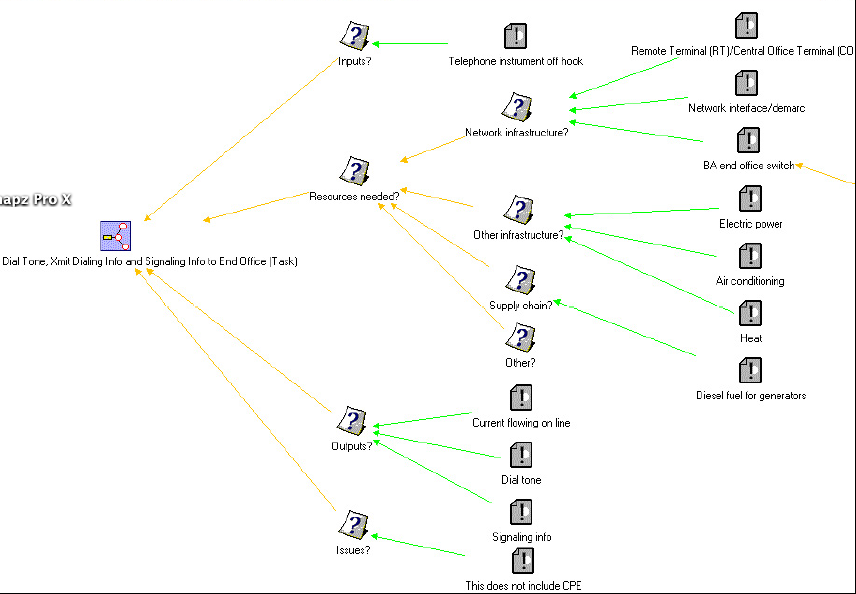 Inputs?
Telephone instrument off hook
Remote Terminal (RT)/Central Office Terminal (CO
Network interface/demarc
Network infrastructure?
BA end office switch
Resources needed?
apz Pro X
Electric power
Other infrastructure?
Dial Tone, Xmit Dialing Info and Signaling Info to End Office (Task)
Air conditioning
Supply chain?
Heat
Other?
Diesel fuel for generators
Current flowing on line
Outputs?
Dial tone
Signaling info
Issues?
This does not include CPE